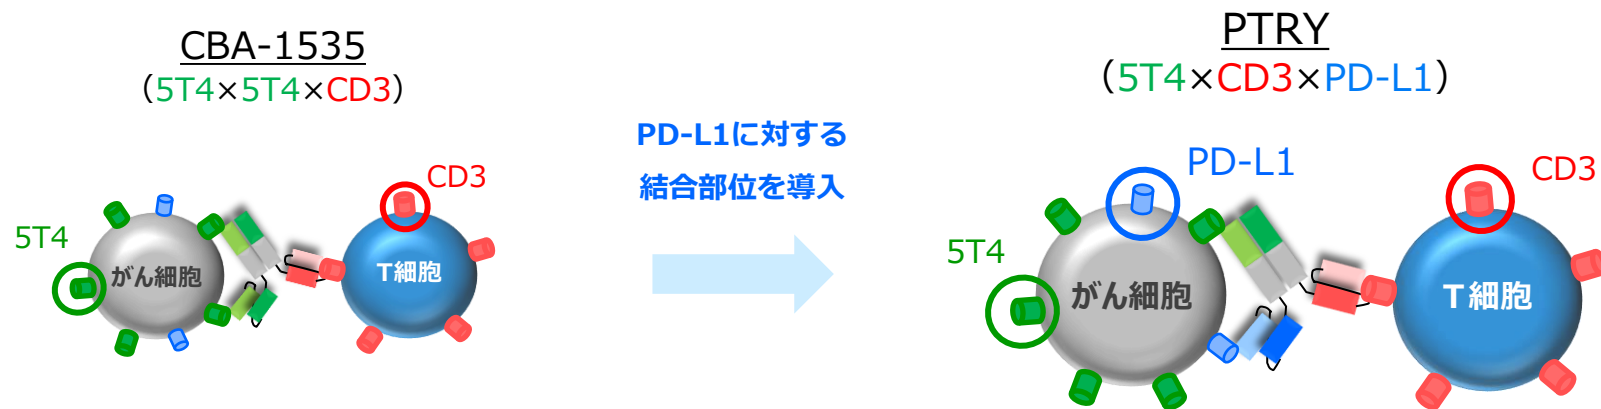 CBA-1535
（5T4×5T4×CD3）
CD3
5T4
がん細胞
T細胞
PD-L1に対する
結合部位を導入
PTRY
（5T4×CD3×PD-L1）
PD-L1
CD3
5T4
がん細胞
T細胞